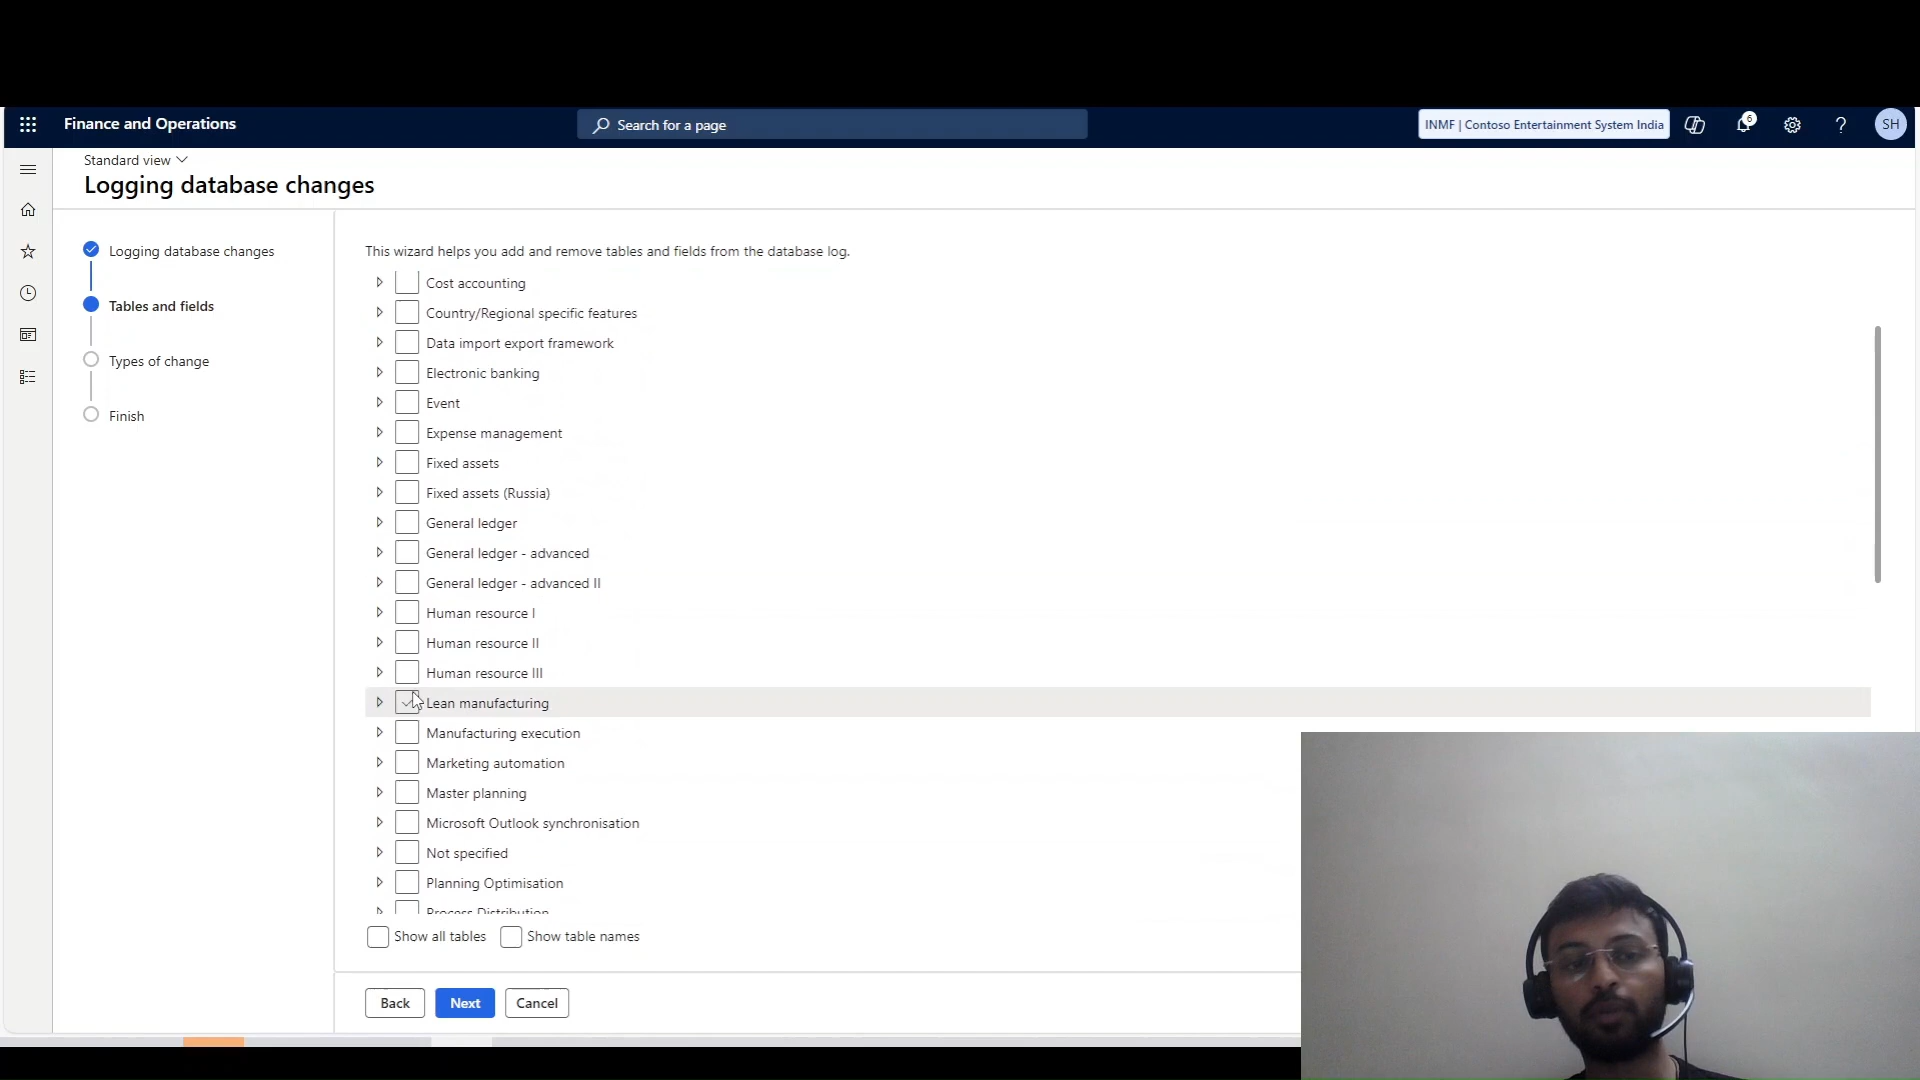 Finance and Operations
Search for a page
INMF | Contoso Entertainment System India
6
?
SH
Standard view
Logging database changes
Logging database changes
Tables and fields
Types of change
Finish
This wizard helps you add and remove tables and fields from the database log.
Cost accounting
Country/Regional specific features
Data import export framework
Electronic banking
Event
Expense management
Fixed assets
Fixed assets (Russia)
General ledger
General ledger - advanced
General ledger - advanced II
Human resource I
Human resource II
Human resource III
Lean manufacturing
Manufacturing execution
Marketing automation
Master planning
Microsoft Outlook synchronisation
Not specified
Planning Optimisation
Process Distribution
Show all tables
Show table names
Back
Next
Cancel